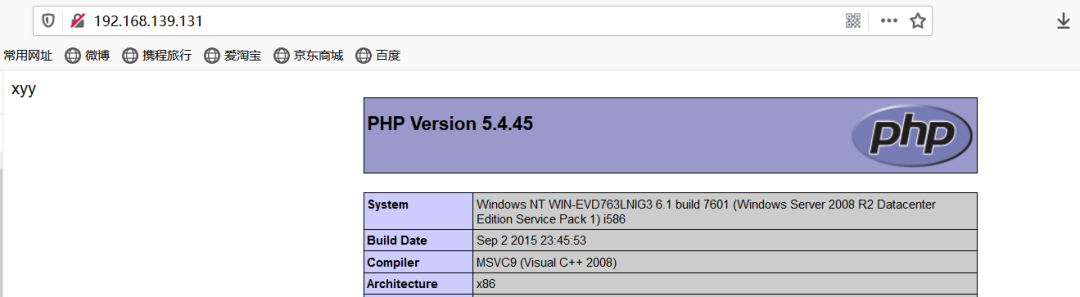 192.168.139.131
常用网址 微博 携程旅行 爱淘宝 京东商城 百度
xyy
PHP Version 5.4.45
php
System Windows NT WIN-EVD763LNIG3 6.1 build 7601 (Windows Server 2008 R2 Datacenter
Edition Service Pack 1) i586
Build Date Sep 2 2015 23:45:53
Compiler MSVC9 (Visual C++ 2008)
Architecture x86